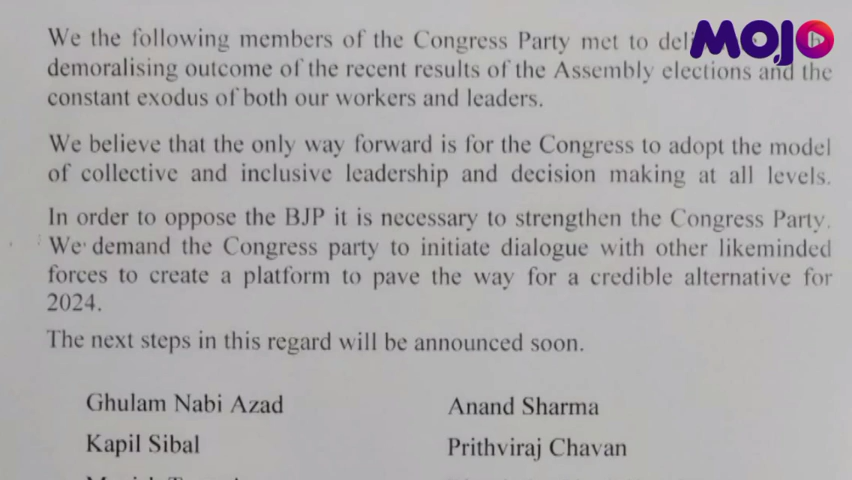 We the following members of the Congress Party met to
MOJO
demoralising outcome of the recent results of the Assembly elections and the
constant exodus of both our workers and leaders.
We believe that the only way forward is for the Congress to adopt the model
of collective and inclusive leadership and decision making at all levels.
In order to oppose the BJP it is necessary to strengthen the Congress Party.
We demand the Congress party to initiate dialogue with other likeminded
forces to create a platform to pave the way for a credible alternative for
2024.
The next steps in this regard will be announced soon.
Ghulam Nabi Azad Anand Sharma
Kapil Sibal Prithviraj Chavan